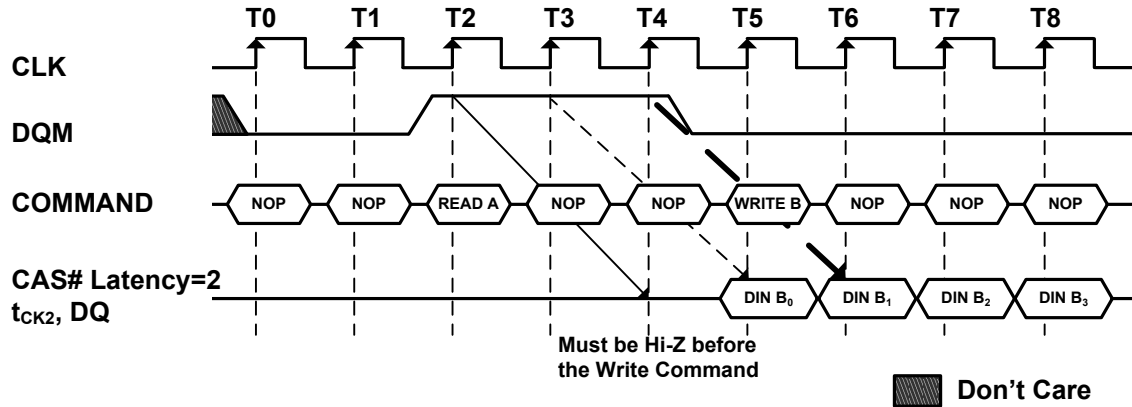 T0 T1 T2 T3 T4 T5 T6 T7 T8
CLK
DQM
COMMAND NOP NOP READ A NOP NOP WRITE B NOP NOP NOP
CAS# Latency=2
tCK2, DQ DIN B0 DIN B1 DIN B2 DIN B3
Must be Hi-Z before
the Write Command
Don't Care